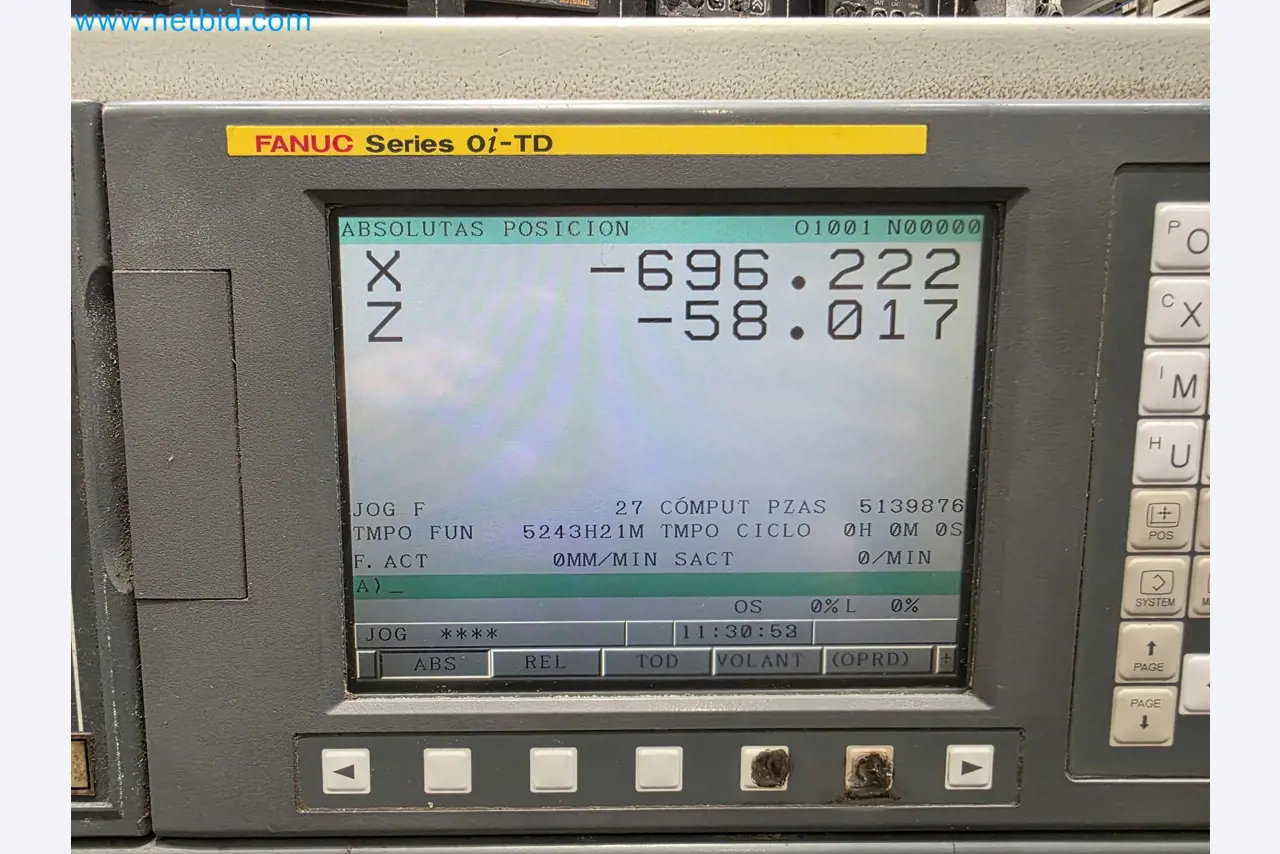 www.netbid.com
FANUC Series 0i-TD
ABSOLUTAS POSICION O1001 N00000
X -696.222
Z -58.017
JOG F 27 CÓMPUT PZAS 5139876
TMPO FUN 5243H21M TMPO CICLO 0H 0M 0S
F. ACT 0MM/MIN SACT 0/MIN
A)_
OS 0% L 0%
JOG **** 11:30:53
ABS REL TOD VOLANT (OPRD) +
P O
C X
I M
H U
POS
SYSTEM
PAGE
PAGE